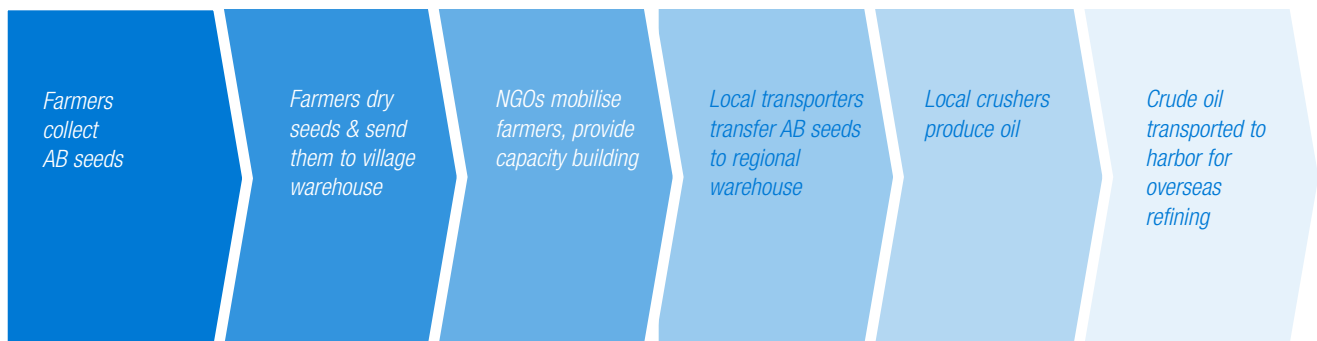 Farmers
collect
AB seeds
Farmers dry
seeds & send
them to village
warehouse
NGOs mobilise
farmers, provide
capacity building
Local transporters
transfer AB seeds
to regional
warehouse
Local crushers
produce oil
Crude oil
transported to
harbor for
overseas
refining